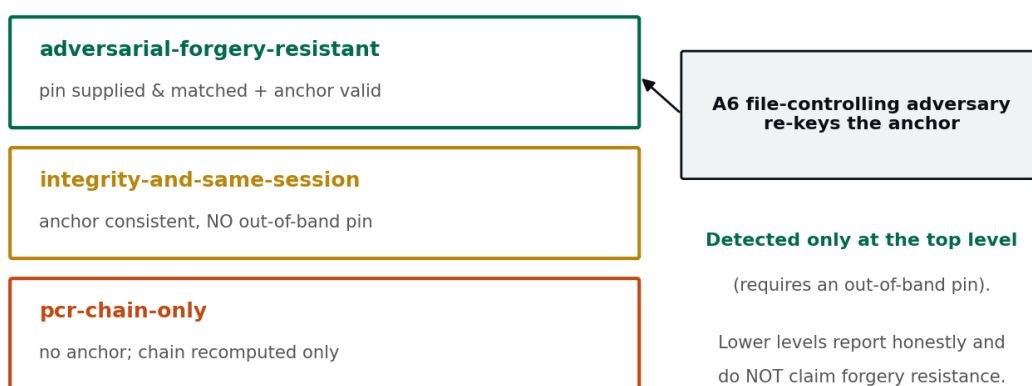 adversarial-forgery-resistant
pin supplied & matched + anchor valid
integrity-and-same-session
anchor consistent, NO out-of-band pin
pcr-chain-only
no anchor; chain recomputed only
A6 file-controlling adversary
re-keys the anchor
Detected only at the top level
(requires an out-of-band pin).
Lower levels report honestly and
do NOT claim forgery resistance.